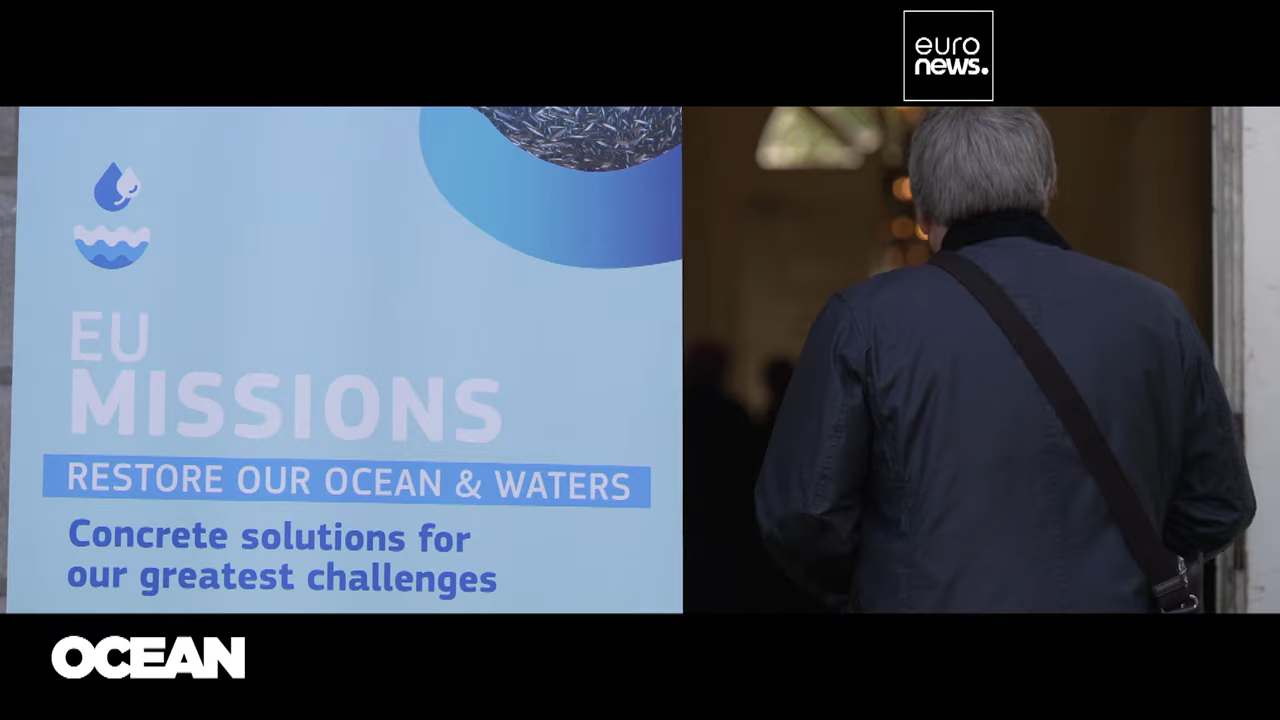 euro
news.
EU
MISSIONS
RESTORE OUR OCEAN & WATERS
Concrete solutions for
our greatest challenges
OCEAN